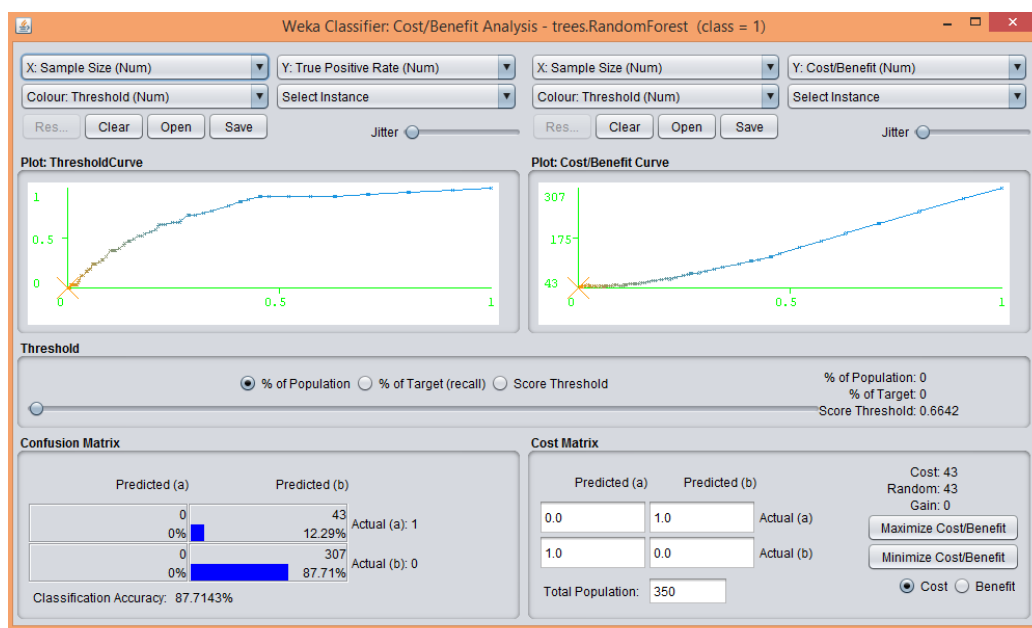 Weka Classifier: Cost/Benefit Analysis - trees.RandomForest (class = 1)
X: Sample Size (Num)
Y: True Positive Rate (Num)
Colour: Threshold (Num)
Select Instance
Res...
Clear
Open
Save
Jitter
Plot: ThresholdCurve
1
0.5
0
0
0.5
1
X: Sample Size (Num)
Y: Cost/Benefit (Num)
Colour: Threshold (Num)
Select Instance
Res...
Clear
Open
Save
Jitter
Plot: Cost/Benefit Curve
307
175
43
0
0.5
1
Threshold
% of Population
% of Target (recall)
Score Threshold
% of Population: 0
% of Target: 0
Score Threshold: 0.6642
Confusion Matrix
Predicted (a) Predicted (b)
0 43
0% 12.29%
Actual (a): 1
0 307
0% 87.71%
Actual (b): 0
Classification Accuracy: 87.7143%
Cost Matrix
Predicted (a) Predicted (b)
0.0 1.0 Actual (a)
1.0 0.0 Actual (b)
Total Population: 350
Cost: 43
Random: 43
Gain: 0
Maximize Cost/Benefit
Minimize Cost/Benefit
Cost Benefit